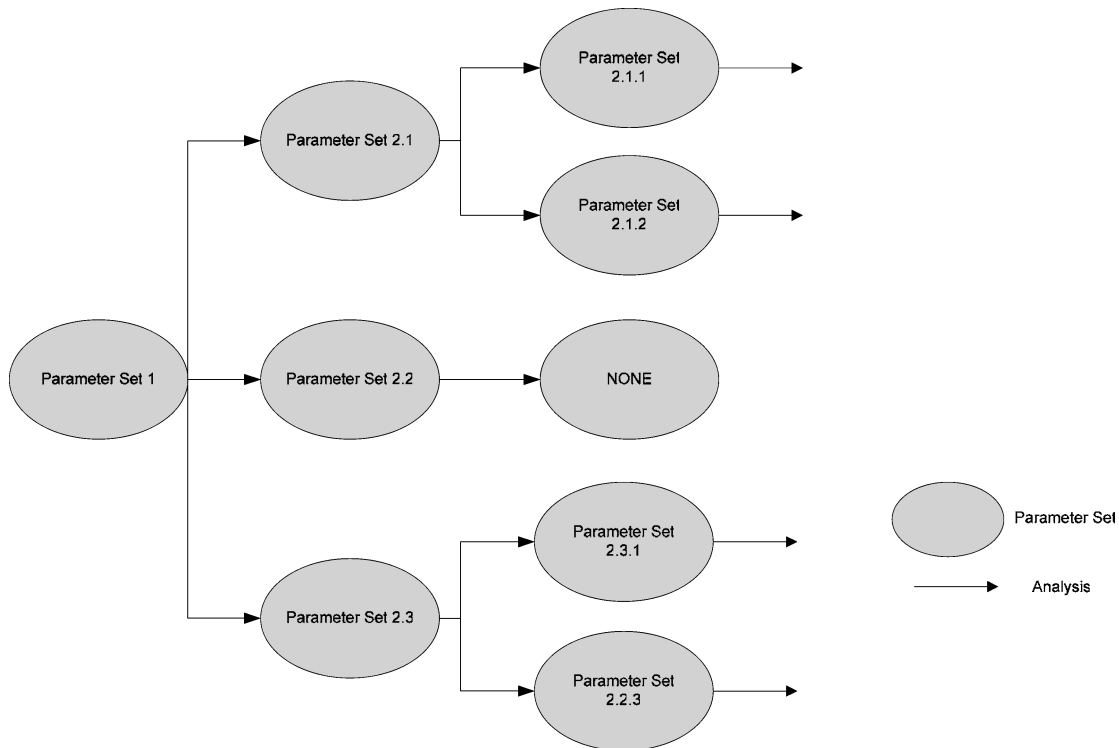 Parameter Set
2.1.1
Parameter Set 2.1
Parameter Set
2.1.2
Parameter Set 1
Parameter Set 2.2
NONE
Parameter Set
2.3.1
Parameter Set
Analysis
Parameter Set 2.3
Parameter Set
2.2.3